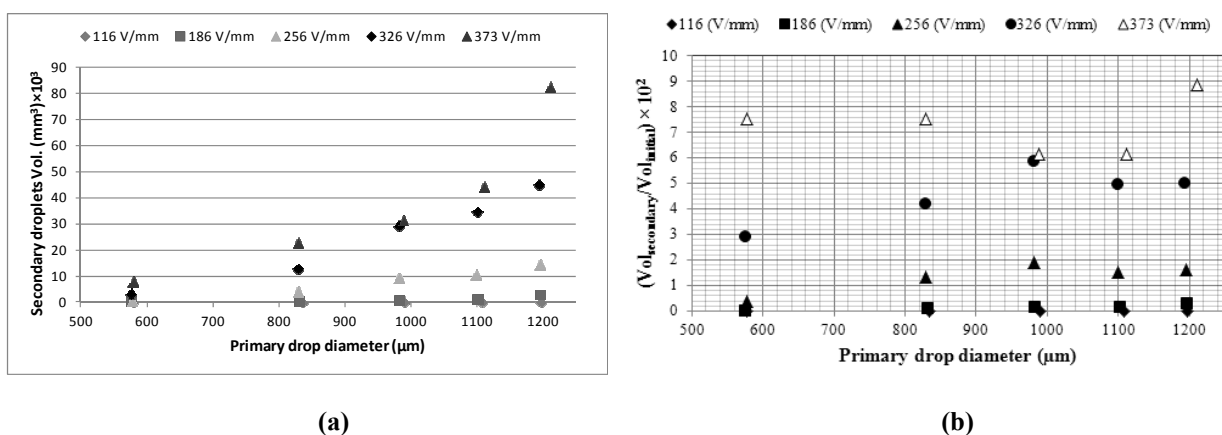 116 V/mm 186 V/mm 256 V/mm 326 V/mm 373 V/mm
90
80
70
60
50
40
30
20
10
0
500 600 700 800 900 1000 1100 1200
Secondary droplets Vol. (mm³)×10³
Primary drop diameter (µm)
(a)
116 (V/mm) 186 (V/mm) 256 (V/mm) 326 (V/mm) 373 (V/mm)
10
9
8
7
6
5
4
3
2
1
0
500 600 700 800 900 1000 1100 1200
(Vol_secondary/Vol_initial) × 10²
Primary drop diameter (µm)
(b)